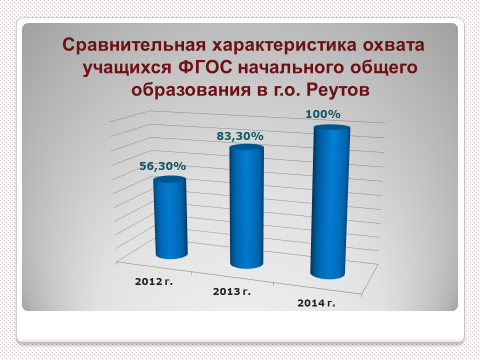 Сравнительная характеристика охвата
учащихся ФГОС начального общего
образования в г.о. Реутов
100%
83,30%
56,30%
2012 г.
2013 г.
2014 г.